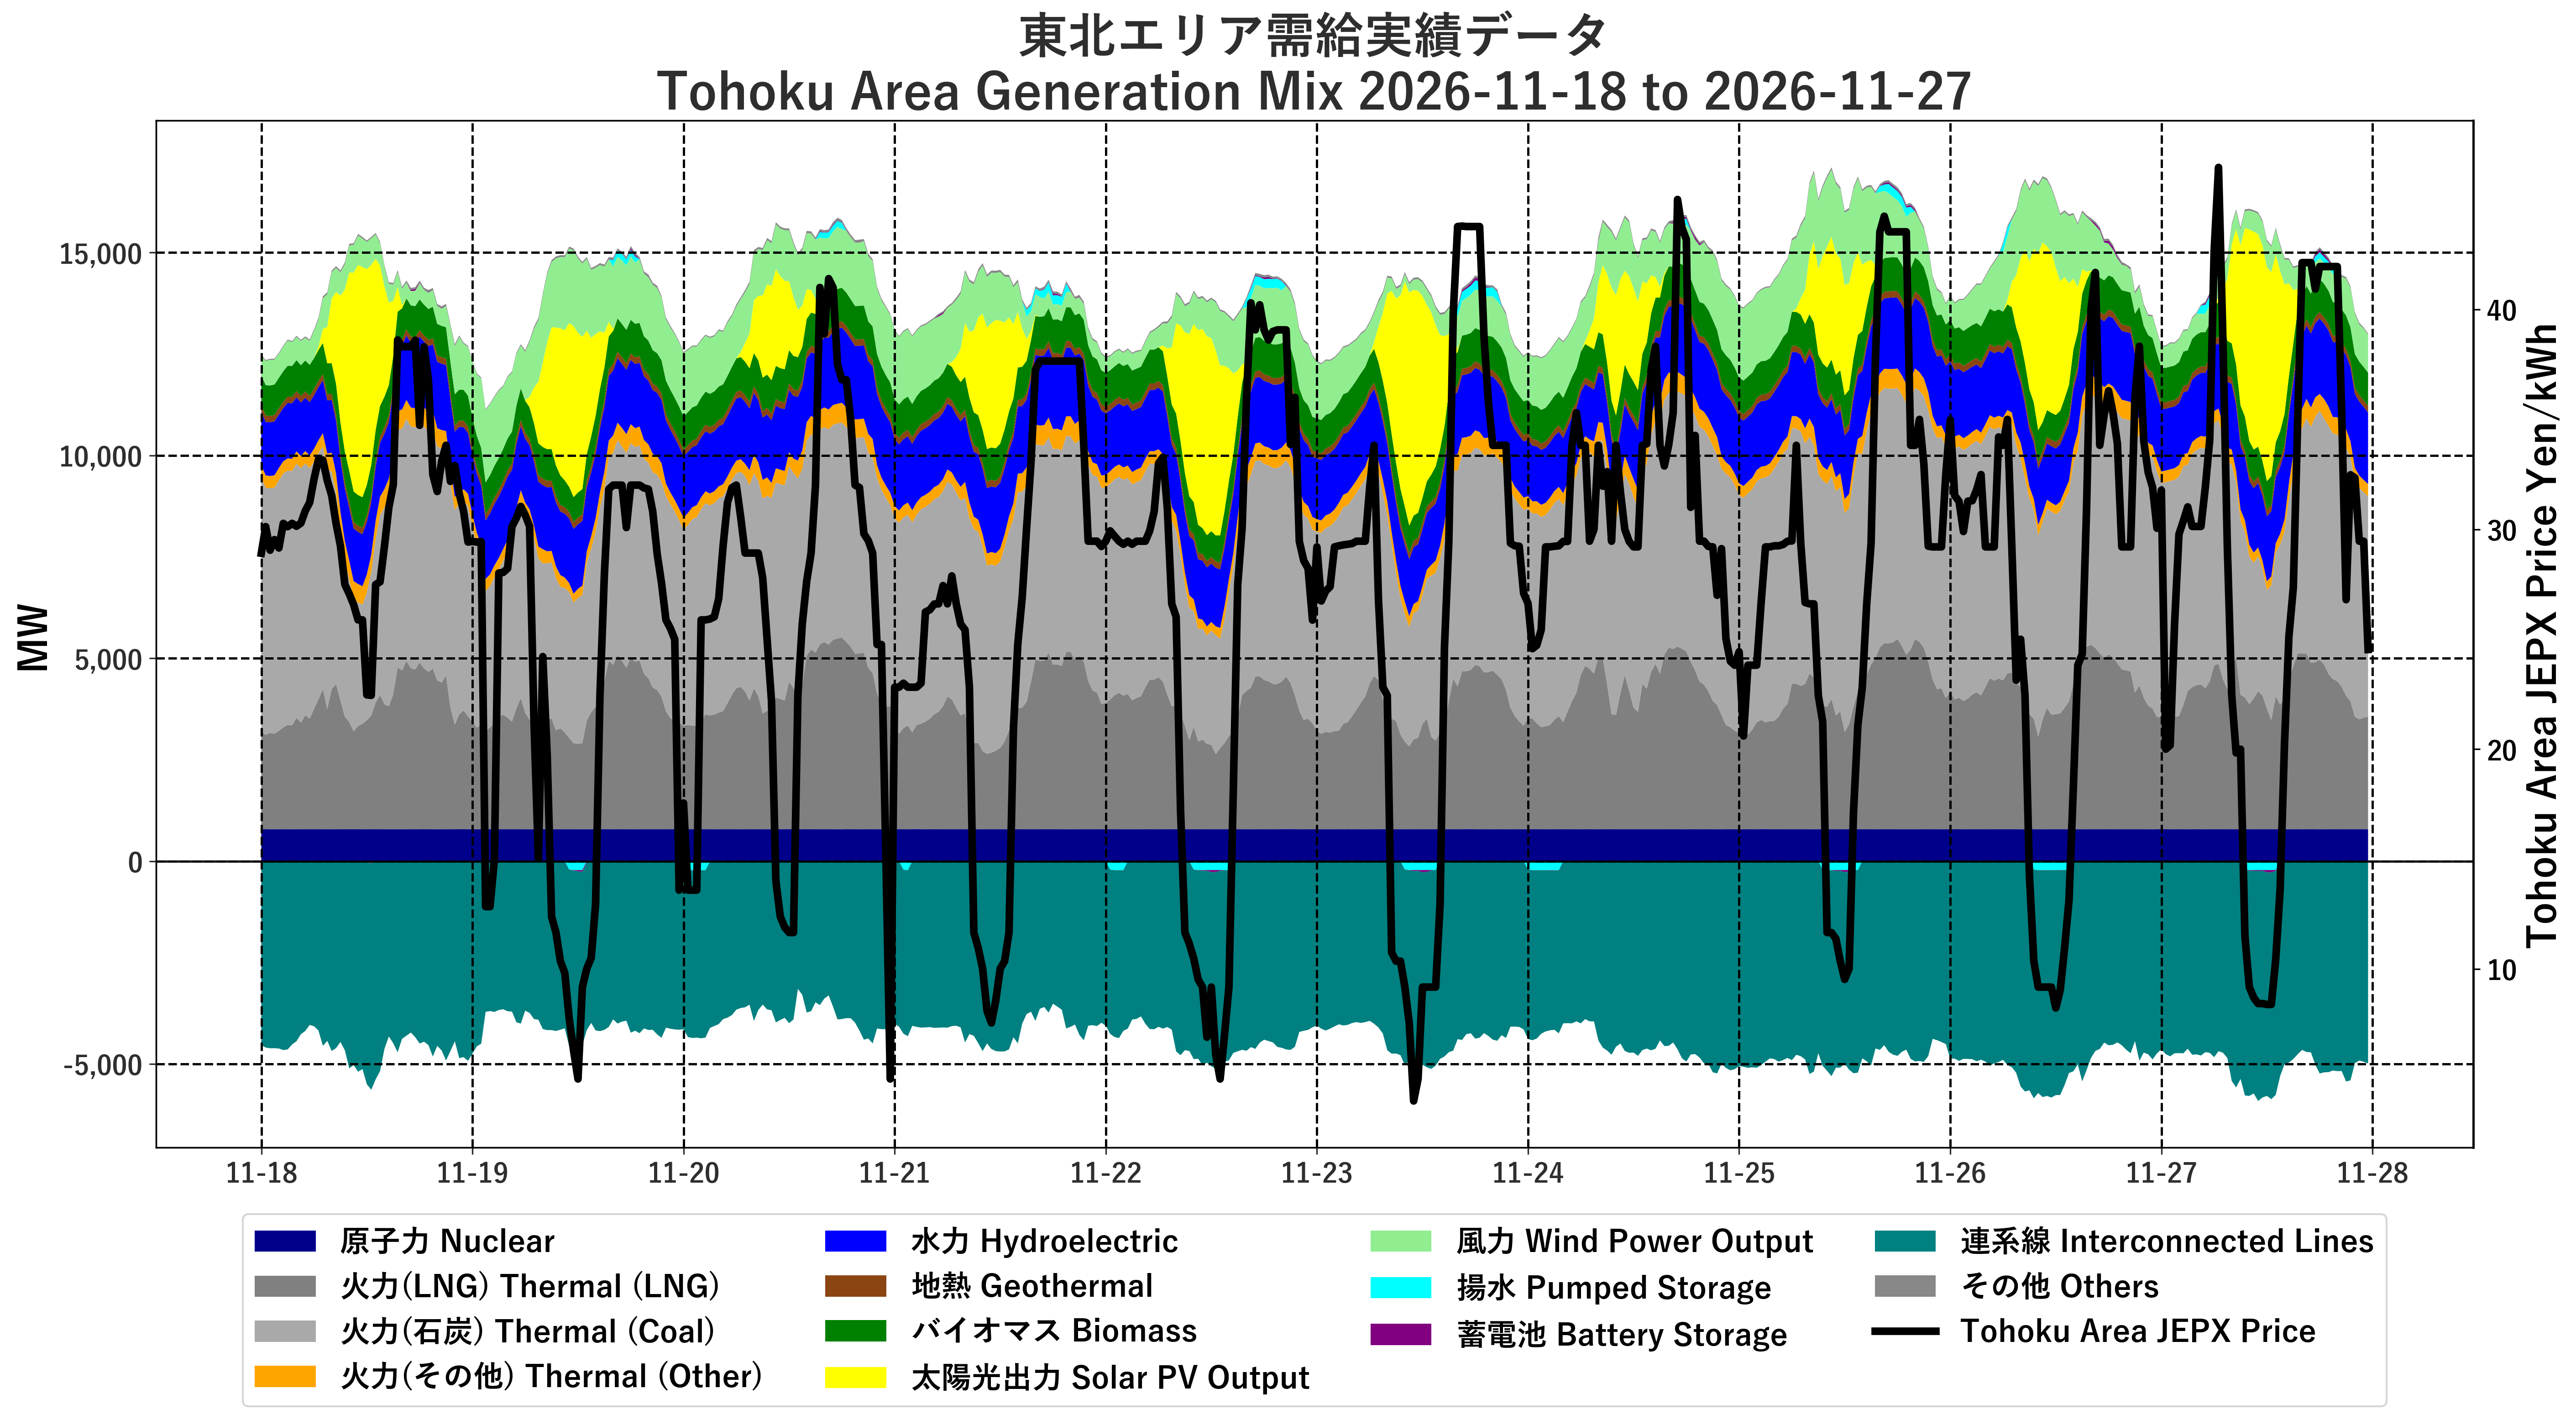 東北エリア需給実績データ
Tohoku Area Generation Mix 2026-11-18 to 2026-11-27
MW
15,000
10,000
5,000
0
-5,000
40
30
20
10
Tohoku Area JEPX Price Yen/kWh
11-18
11-19
11-20
11-21
11-22
11-23
11-24
11-25
11-26
11-27
11-28
原子力 Nuclear
火力(LNG) Thermal (LNG)
火力(石炭) Thermal (Coal)
火力(その他) Thermal (Other)
水力 Hydroelectric
地熱 Geothermal
バイオマス Biomass
太陽光出力 Solar PV Output
風力 Wind Power Output
揚水 Pumped Storage
蓄電池 Battery Storage
連系線 Interconnected Lines
その他 Others
Tohoku Area JEPX Price